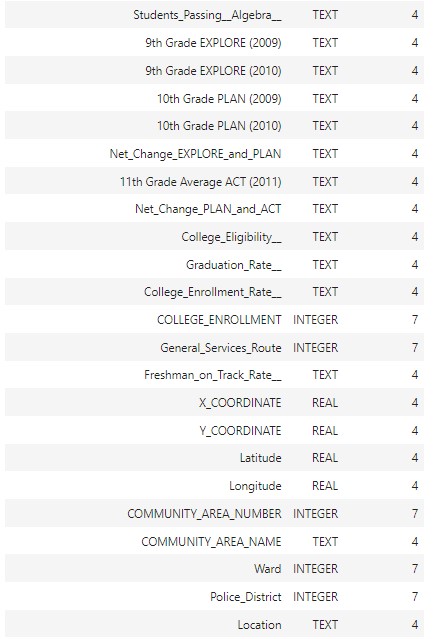 Students_Passing__Algebra__ TEXT 4
9th Grade EXPLORE (2009) TEXT 4
9th Grade EXPLORE (2010) TEXT 4
10th Grade PLAN (2009) TEXT 4
10th Grade PLAN (2010) TEXT 4
Net_Change_EXPLORE_and_PLAN TEXT 4
11th Grade Average ACT (2011) TEXT 4
Net_Change_PLAN_and_ACT TEXT 4
College_Eligibility__ TEXT 4
Graduation_Rate__ TEXT 4
College_Enrollment_Rate__ TEXT 4
COLLEGE_ENROLLMENT INTEGER 7
General_Services_Route INTEGER 7
Freshman_on_Track_Rate__ TEXT 4
X_COORDINATE REAL 4
Y_COORDINATE REAL 4
Latitude REAL 4
Longitude REAL 4
COMMUNITY_AREA_NUMBER INTEGER 7
COMMUNITY_AREA_NAME TEXT 4
Ward INTEGER 7
Police_District INTEGER 7
Location TEXT 4